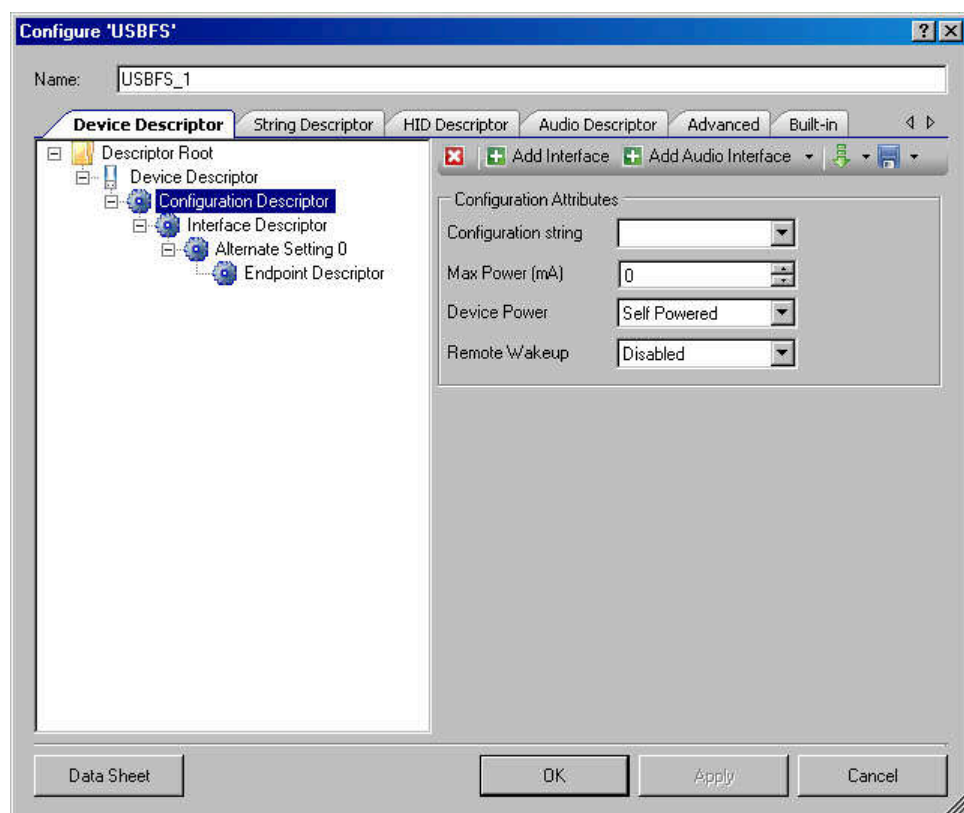 Configure 'USBFS'
Name: USBFS_1
Device Descriptor String Descriptor HID Descriptor Audio Descriptor Advanced Built-in
Descriptor Root
Device Descriptor
Configuration Descriptor
Interface Descriptor
Alternate Setting 0
Endpoint Descriptor
Add Interface Add Audio Interface
Configuration Attributes
Configuration string
Max Power (mA) 0
Device Power Self Powered
Remote Wakeup Disabled
Data Sheet OK Apply Cancel